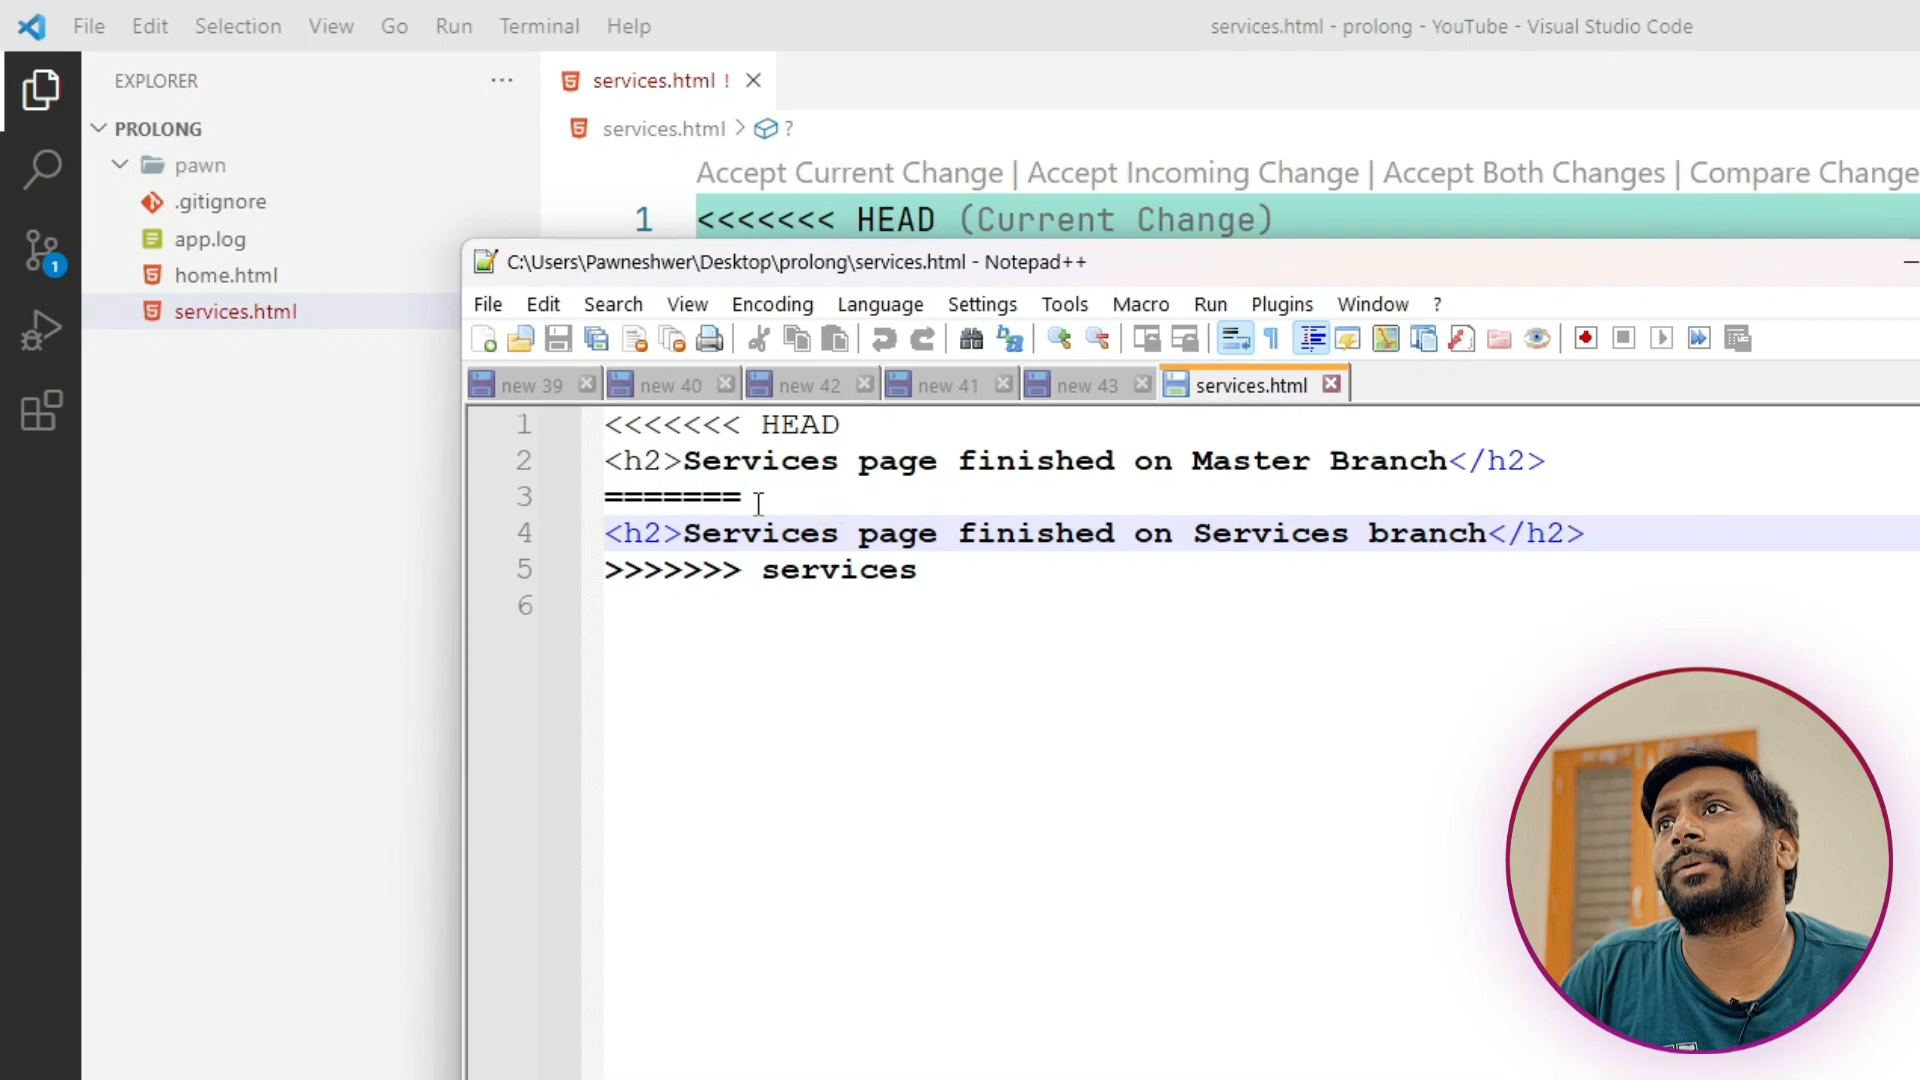 File Edit Selection View Go Run Terminal Help services.html - prolong - YouTube - Visual Studio Code
EXPLORER ··· services.html ! ×
PROLONG services.html > ?
pawn
.gitignore
app.log
home.html
services.html
1
Accept Current Change | Accept Incoming Change | Accept Both Changes | Compare Change
1 <<<<<<< HEAD (Current Change)
C:\Users\Pawneshwer\Desktop\prolong\services.html - Notepad++
File Edit Search View Encoding Language Settings Tools Macro Run Plugins Window ?
new 39 new 40 new 42 new 41 new 43 services.html
1 <<<<<<< HEAD
2 <h2>Services page finished on Master Branch</h2>
3 =======
4 <h2>Services page finished on Services branch</h2>
5 >>>>>>> services
6